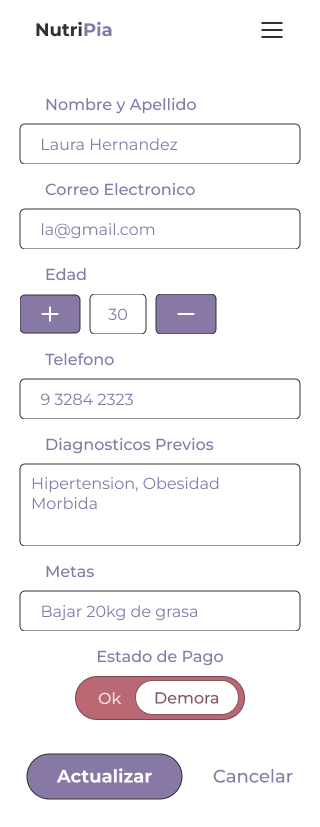 NutriPia
Nombre y Apellido
Laura Hernandez
Correo Electronico
la@gmail.com
Edad
+ 30 −
Telefono
9 3284 2323
Diagnosticos Previos
Hipertension, Obesidad
Morbida
Metas
Bajar 20kg de grasa
Estado de Pago
Ok Demora
Actualizar Cancelar